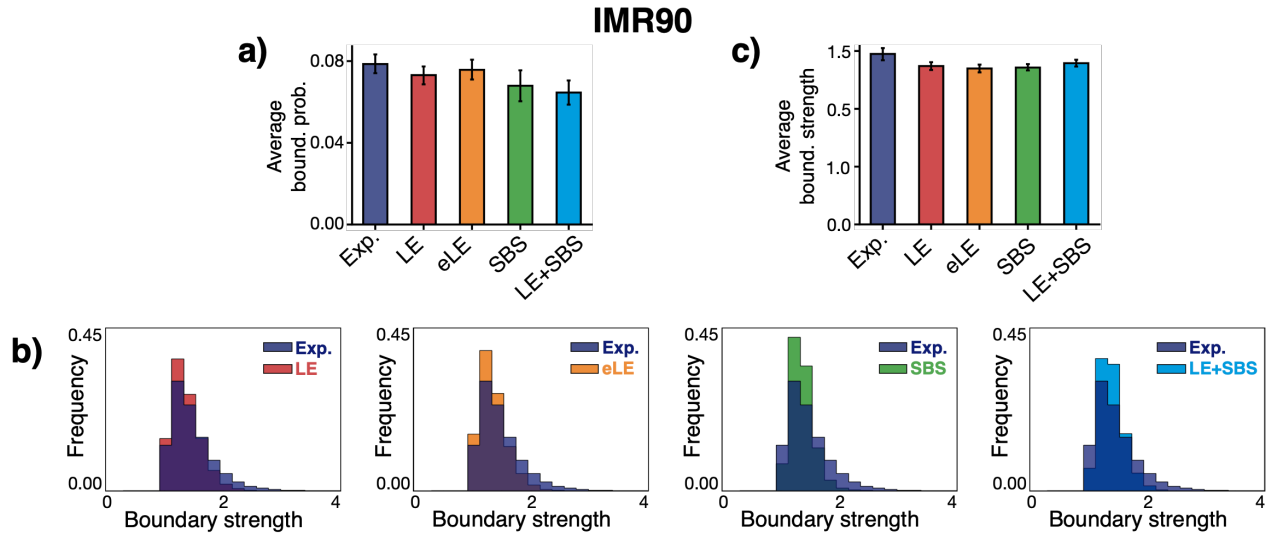 IMR90
a)
Average
bound. prob.
0.08
0.04
0.00
Exp.
LE
eLE
SBS
LE+SBS
c)
Average
bound. strength
1.5
0.5
1.0
0.0
Exp.
LE
eLE
SBS
LE+SBS
b)
Frequency
0.45
0.00
Exp.
LE
0
2
4
Boundary strength
Frequency
0.45
0.00
Exp.
eLE
0
2
4
Boundary strength
Frequency
0.45
0.00
Exp.
SBS
0
2
4
Boundary strength
Frequency
0.45
0.00
Exp.
LE+SBS
0
2
4
Boundary strength